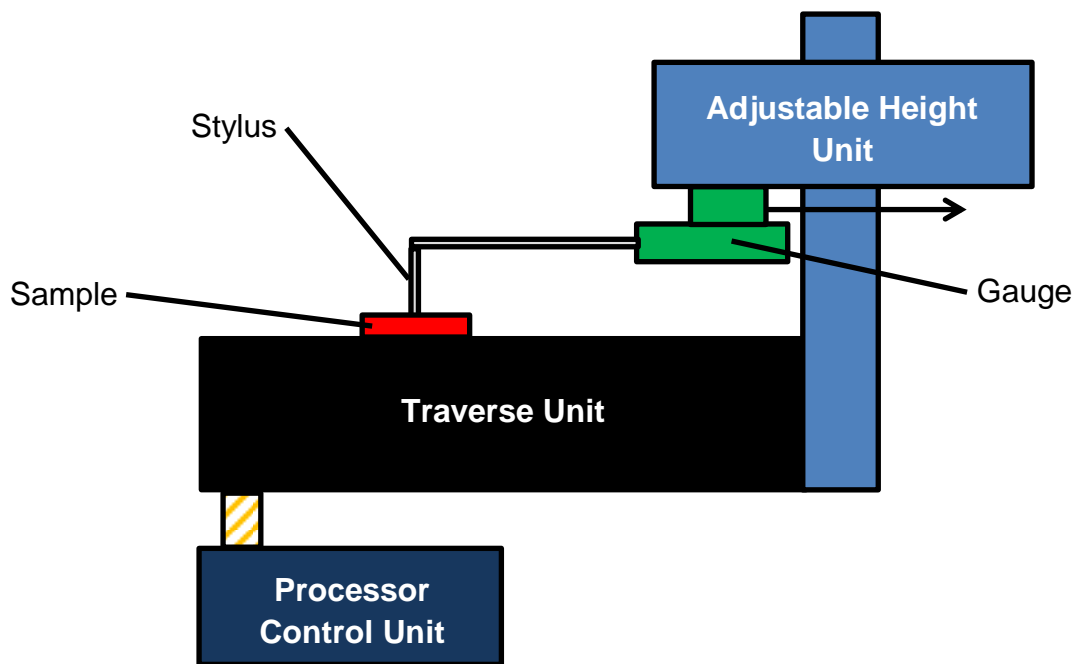 Adjustable Height
Unit
Stylus
Sample
Gauge
Traverse Unit
Processor
Control Unit